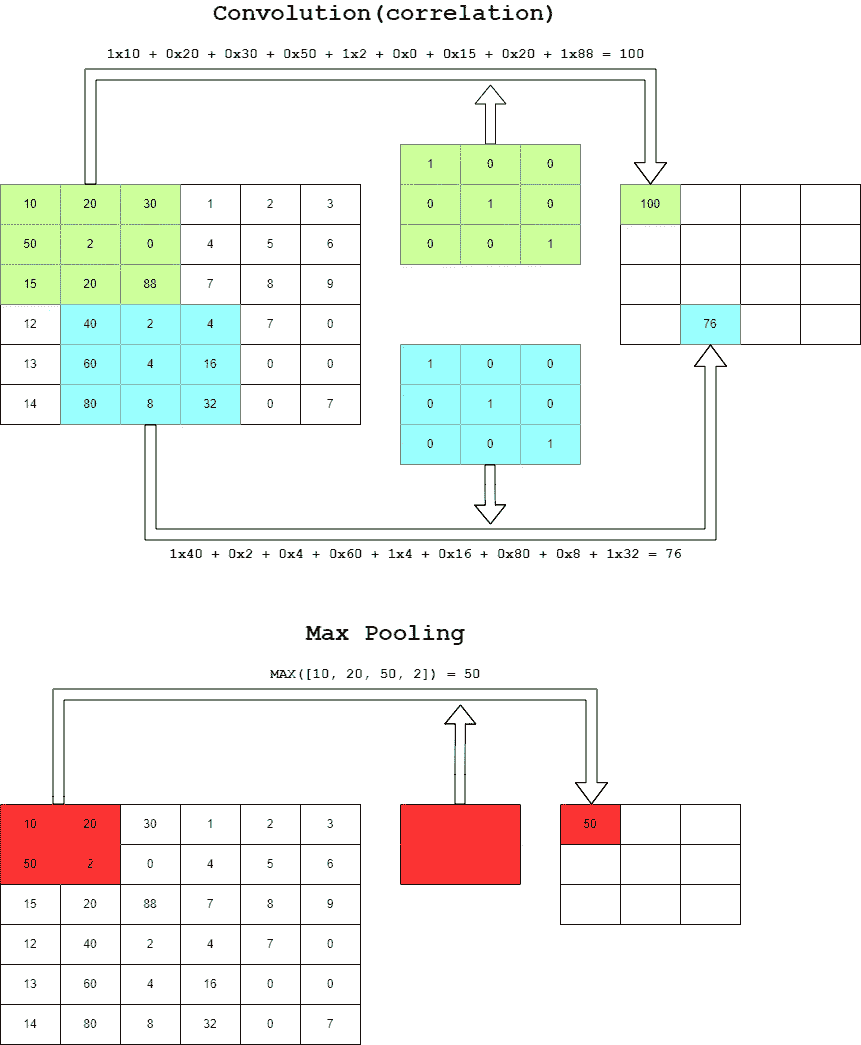 Convolution(correlation)
1x10 + 0x20 + 0x30 + 0x50 + 1x2 + 0x0 + 0x15 + 0x20 + 1x88 = 100
10 20 30 1 2 3
50 2 0 4 5 6
15 20 88 7 8 9
12 40 2 4 7 0
13 60 4 16 0 0
14 80 8 32 0 7
1 0 0
0 1 0
0 0 1
1 0 0
0 1 0
0 0 1
100
76
1x40 + 0x2 + 0x4 + 0x60 + 1x4 + 0x16 + 0x80 + 0x8 + 1x32 = 76
Max Pooling
MAX([10, 20, 50, 2]) = 50
10 20 30 1 2 3
50 2 0 4 5 6
15 20 88 7 8 9
12 40 2 4 7 0
13 60 4 16 0 0
14 80 8 32 0 7
50